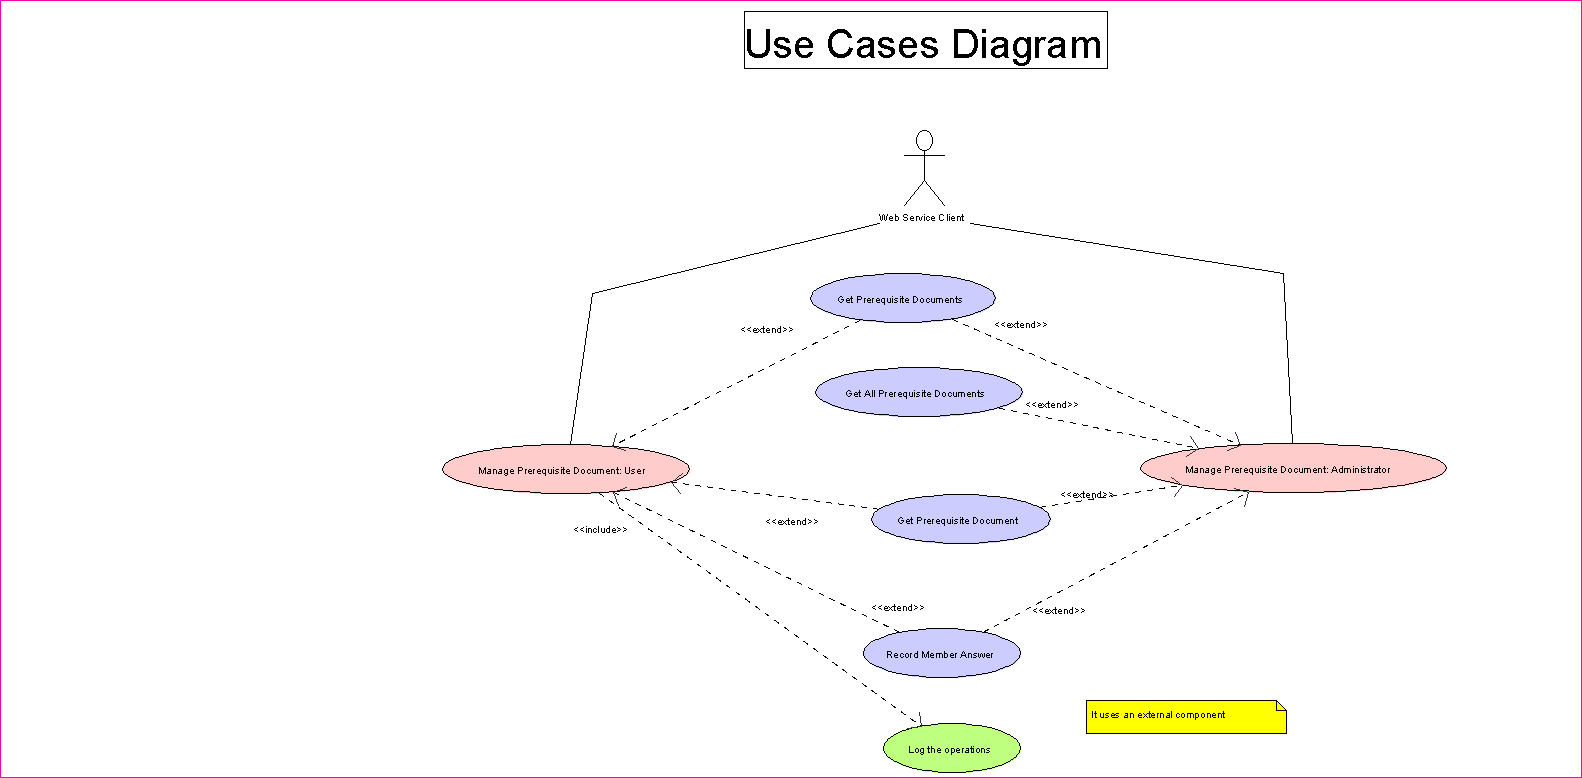 Use Cases Diagram
Web Service Client
Get Prerequisite Documents
<<extend>>
<<extend>>
Get All Prerequisite Documents
<<extend>>
Manage Prerequisite Document: User
Manage Prerequisite Document: Administrator
<<extend>>
Get Prerequisite Document
<<extend>>
<<include>>
<<extend>>
<<extend>>
Record Member Answer
It uses an external component
Log the operations